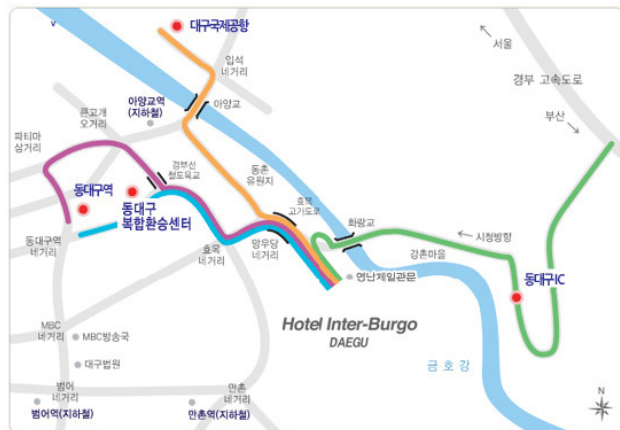 대구국제공항
서울
입석
네거리
경부 고속도로
큰고개
오거리
아양교역
(지하철)
아양교
부산
파티마
삼거리
경부선
철도육교
동촌
유원지
동대구역
동대구
복합환승센터
효목
고가도로
화랑교
시청방향
동대구역
네거리
효목
네거리
망우당
네거리
강촌마을
영남제일관문
동대구IC
Hotel Inter-Burgo
DAEGU
MBC
네거리
MBC방송국
대구법원
금 호 강
범어
네거리
만촌
네거리
범어역(지하철)
만촌역(지하철)
N